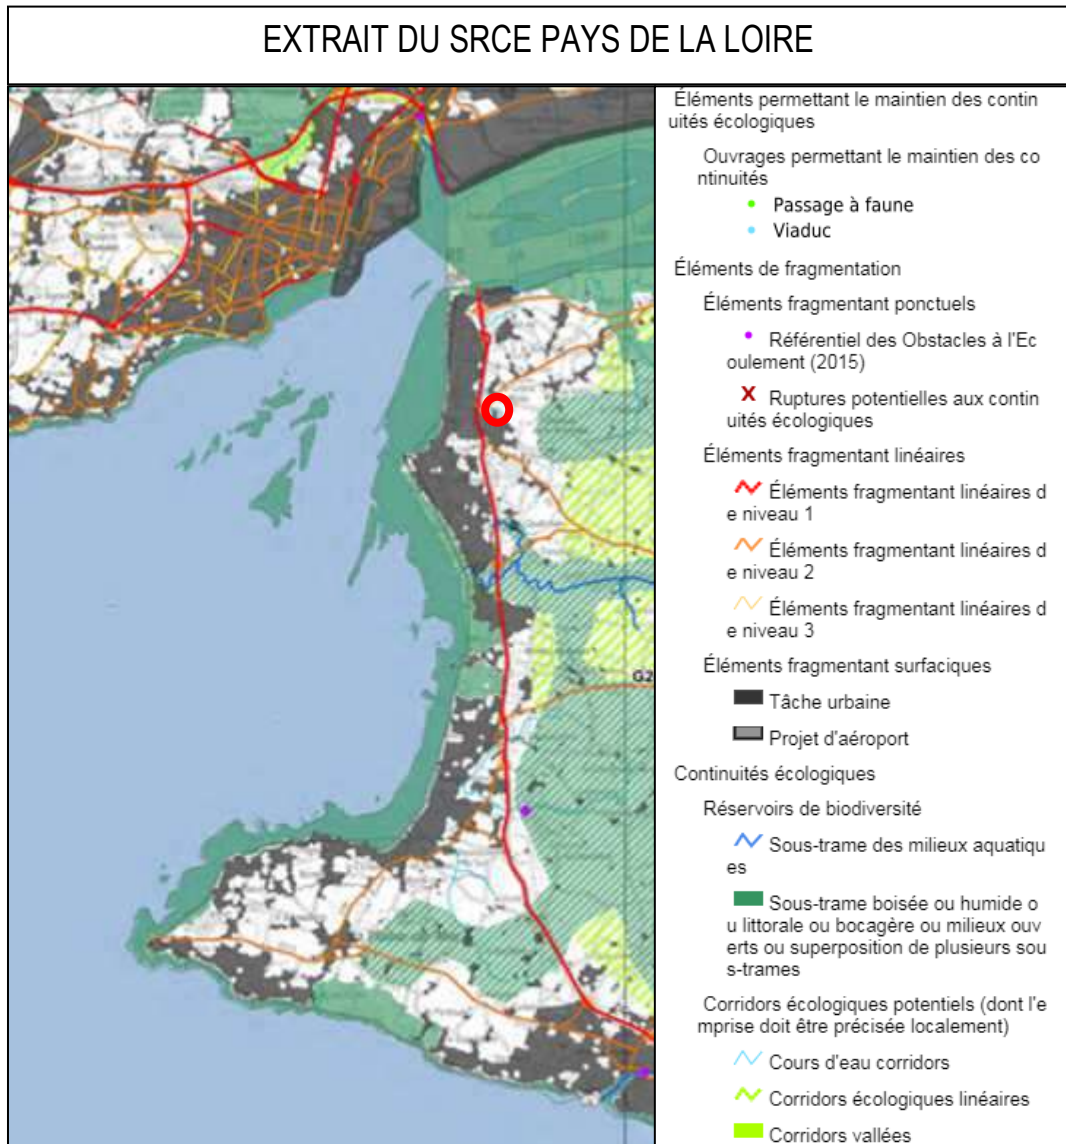 EXTRAIT DU SRCE PAYS DE LA LOIRE
G2
Éléments permettant le maintien des contin
uités écologiques
Ouvrages permettant le maintien des co
ntinuités
Passage à faune
Viaduc
Éléments de fragmentation
Éléments fragmentant ponctuels
Référentiel des Obstacles à l'Ec
oulement (2015)
Ruptures potentielles aux contin
uités écologiques
Éléments fragmentant linéaires
Éléments fragmentant linéaires d
e niveau 1
Éléments fragmentant linéaires d
e niveau 2
Éléments fragmentant linéaires d
e niveau 3
Éléments fragmentant surfaciques
Tâche urbaine
Projet d'aéroport
Continuités écologiques
Réservoirs de biodiversité
Sous-trame des milieux aquatiqu
es
Sous-trame boisée ou humide o
u littorale ou bocagère ou milieux ouv
erts ou superposition de plusieurs sou
s-trames
Corridors écologiques potentiels (dont l'e
mprise doit être précisée localement)
Cours d'eau corridors
Corridors écologiques linéaires
Corridors vallées